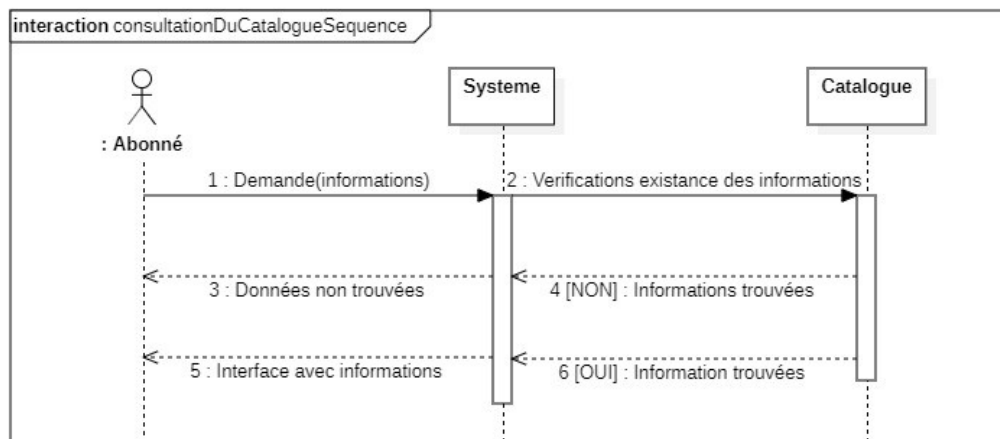 interaction consultationDuCatalogueSequence
Systeme
Catalogue
: Abonné
1 : Demande(informations)
2 : Verifications existance des informations
3 : Données non trouvées
4 [NON] : Informations trouvées
5 : Interface avec informations
6 [OUI] : Information trouvées